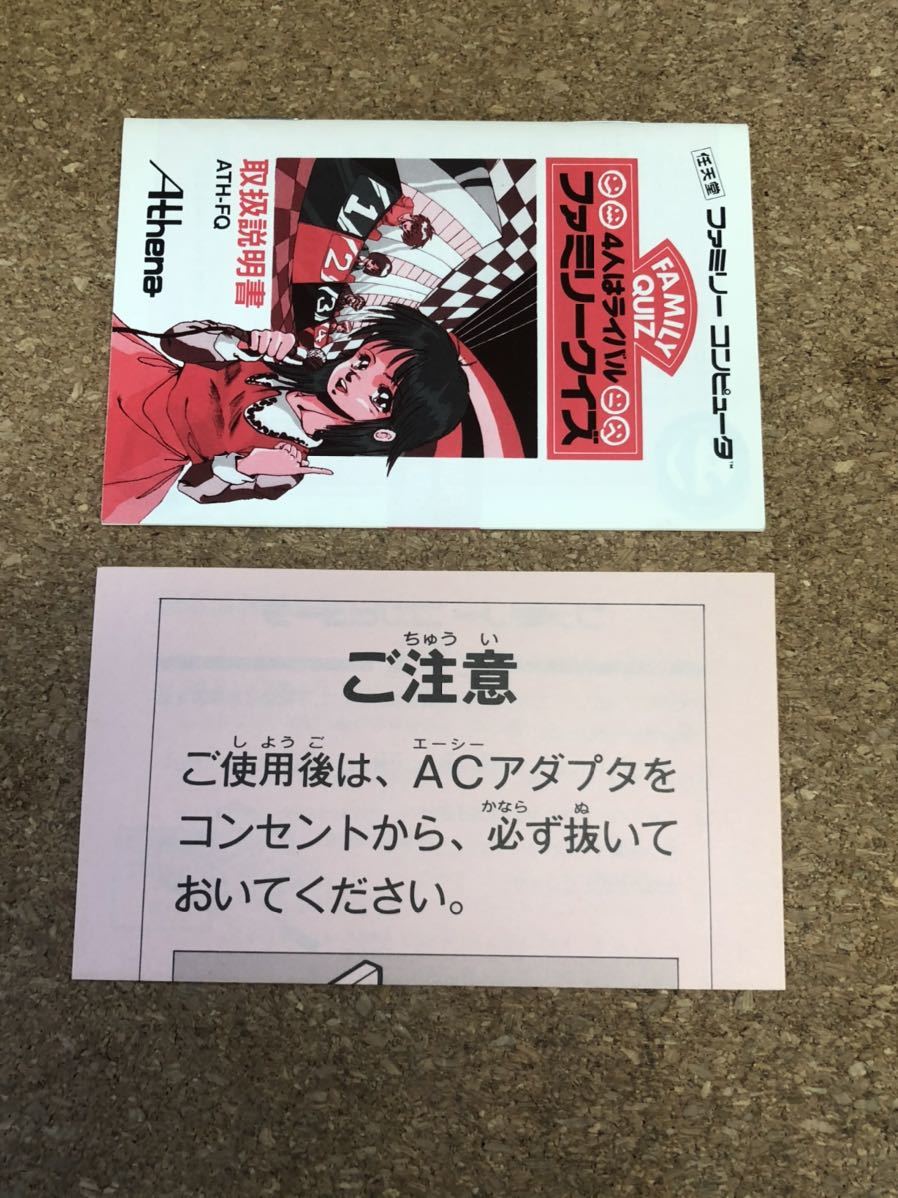 任天堂
ファミリー コンピュータ™
FAMILY
QUIZ
4人はライバル
ファミリークイズ
1
2
3
4
取扱説明書
ATH-FQ
Athena
ちゅう い
ご注意
し よう ご
エーシー
ご使用後は、ACアダプタを
かなら
ぬ
コンセントから、必ず抜いて
おいてください。